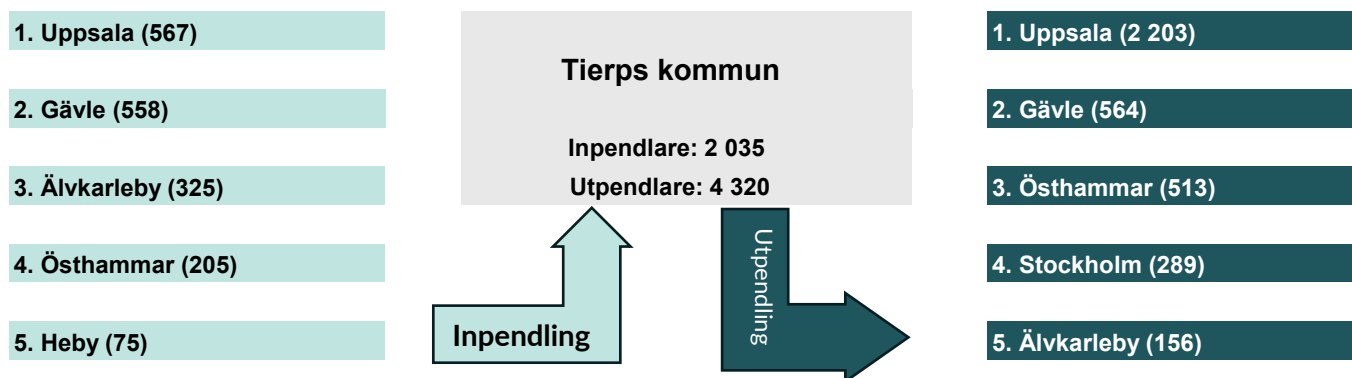 1. Uppsala (567)
2. Gävle (558)
3. Älvkarleby (325)
4. Östhammar (205)
5. Heby (75)
Tierps kommun
Inpendlare: 2 035
Utpendlare: 4 320
Inpendling
Utpendling
1. Uppsala (2 203)
2. Gävle (564)
3. Östhammar (513)
4. Stockholm (289)
5. Älvkarleby (156)